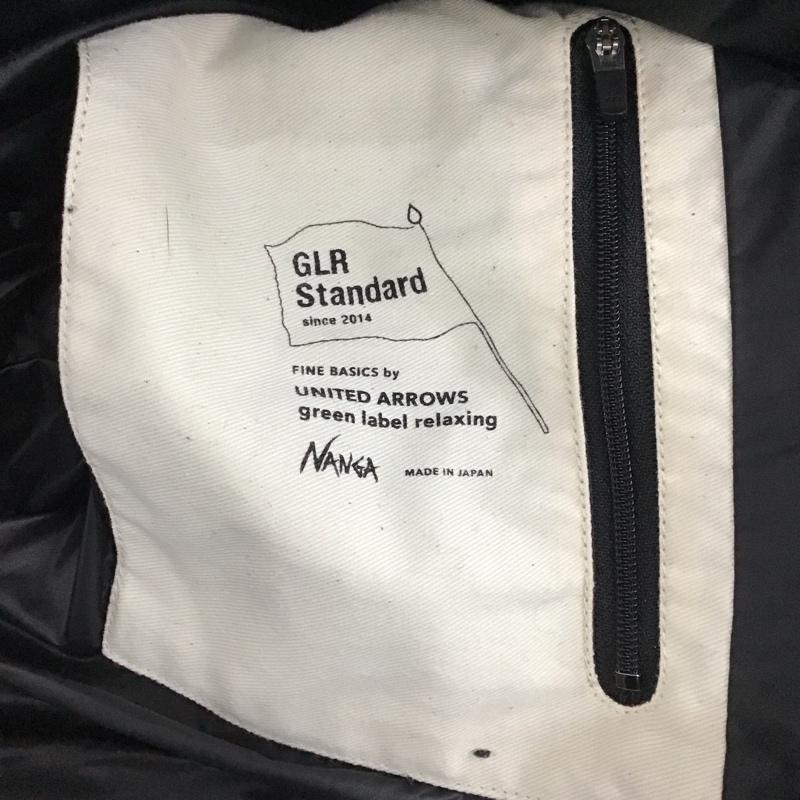 GLR
Standard
since 2014
FINE BASICS by
UNITED ARROWS
green label relaxing
NANGA MADE IN JAPAN